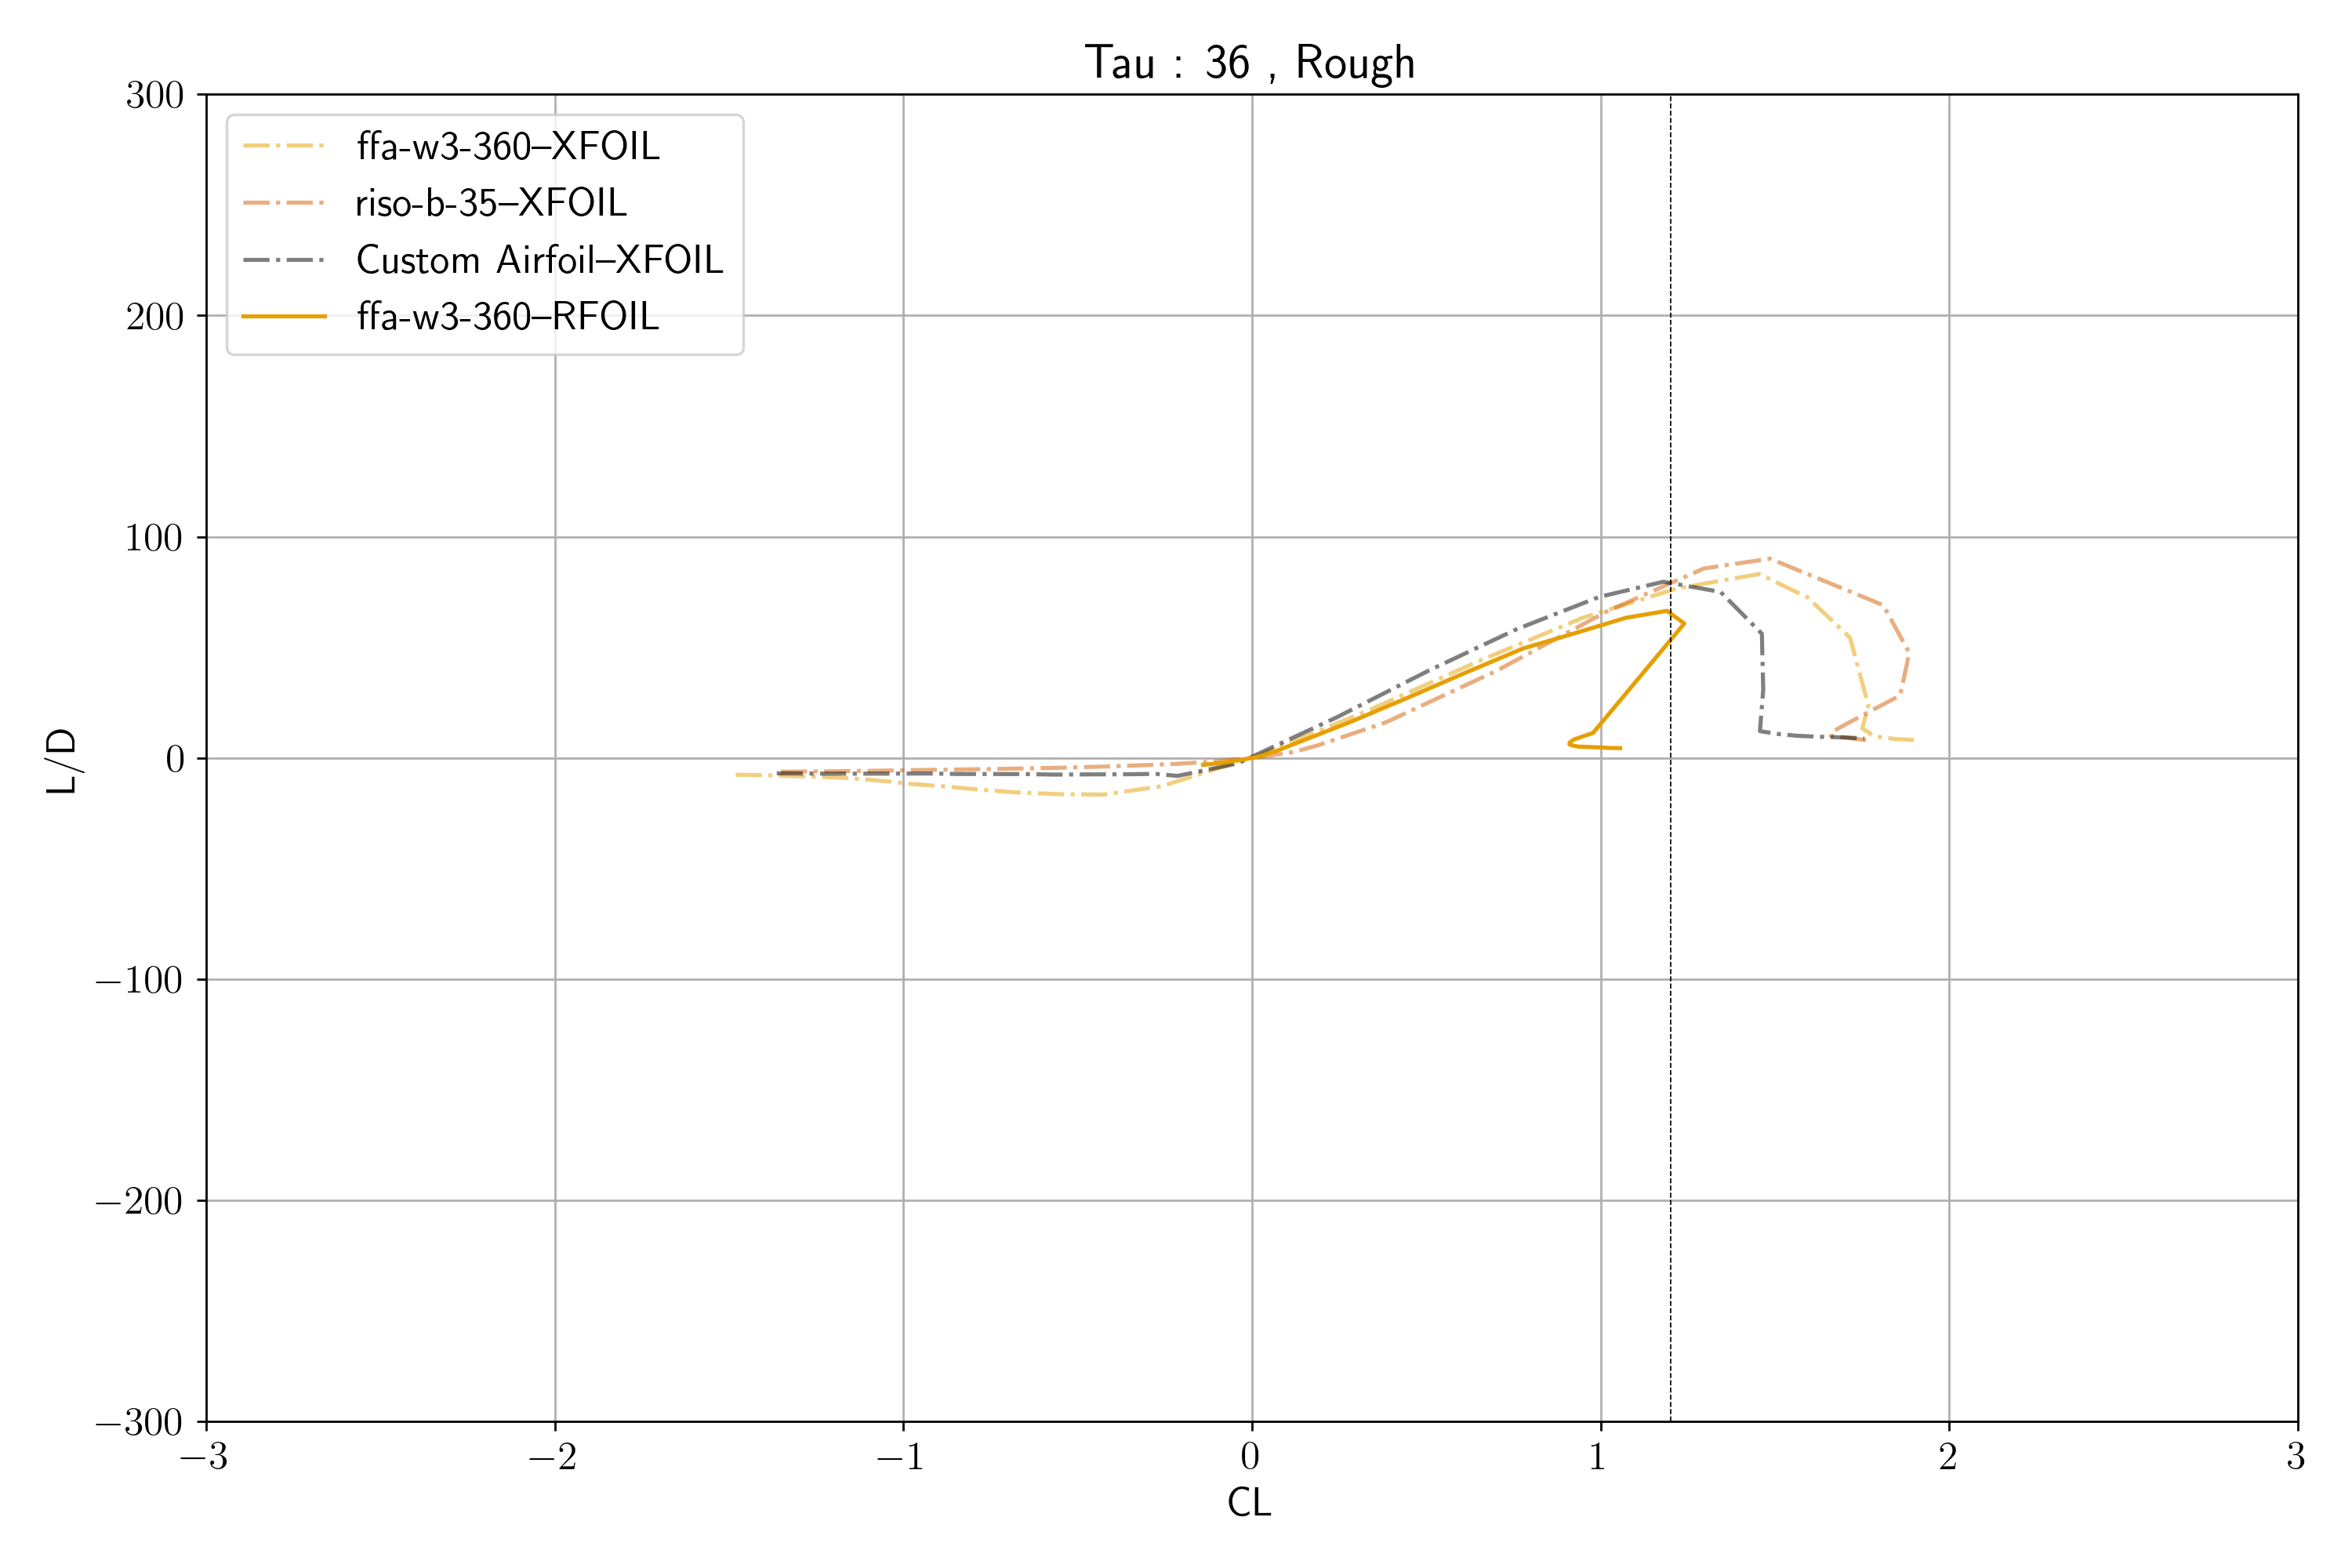 Tau : 36 , Rough
ffa-w3-360–XFOIL
riso-b-35–XFOIL
Custom Airfoil–XFOIL
ffa-w3-360–RFOIL
300
200
100
0
−100
−200
−300
L/D
−3 −2 −1 0 1 2 3
CL